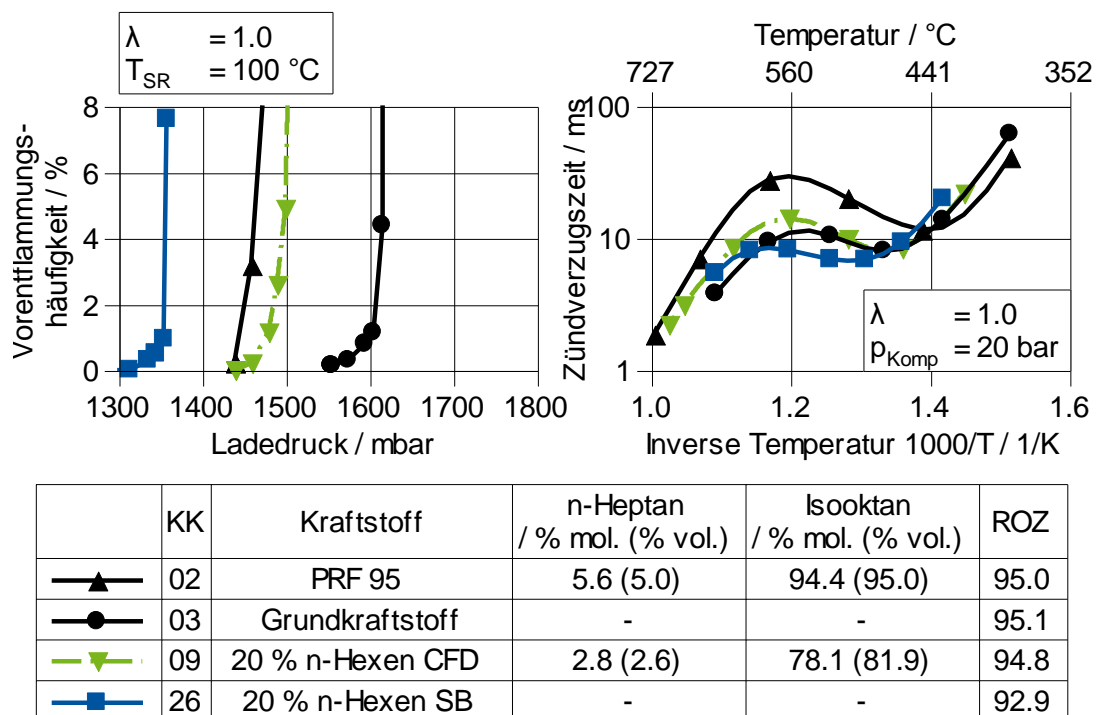 λ = 1.0
T_SR = 100 °C
Vorentflammungs-
häufigkeit / %
8
6
4
2
0
1300 1400 1500 1600 1700 1800
Ladedruck / mbar
Temperatur / °C
727 560 441 352
Zündverzugszeit / ms
100
10
1
λ = 1.0
p_Komp = 20 bar
1.0 1.2 1.4 1.6
Inverse Temperatur 1000/T / 1/K
KK Kraftstoff n-Heptan / % mol. (% vol.) Isooktan / % mol. (% vol.) ROZ
02 PRF 95 5.6 (5.0) 94.4 (95.0) 95.0
03 Grundkraftstoff - - 95.1
09 20 % n-Hexen CFD 2.8 (2.6) 78.1 (81.9) 94.8
26 20 % n-Hexen SB - - 92.9